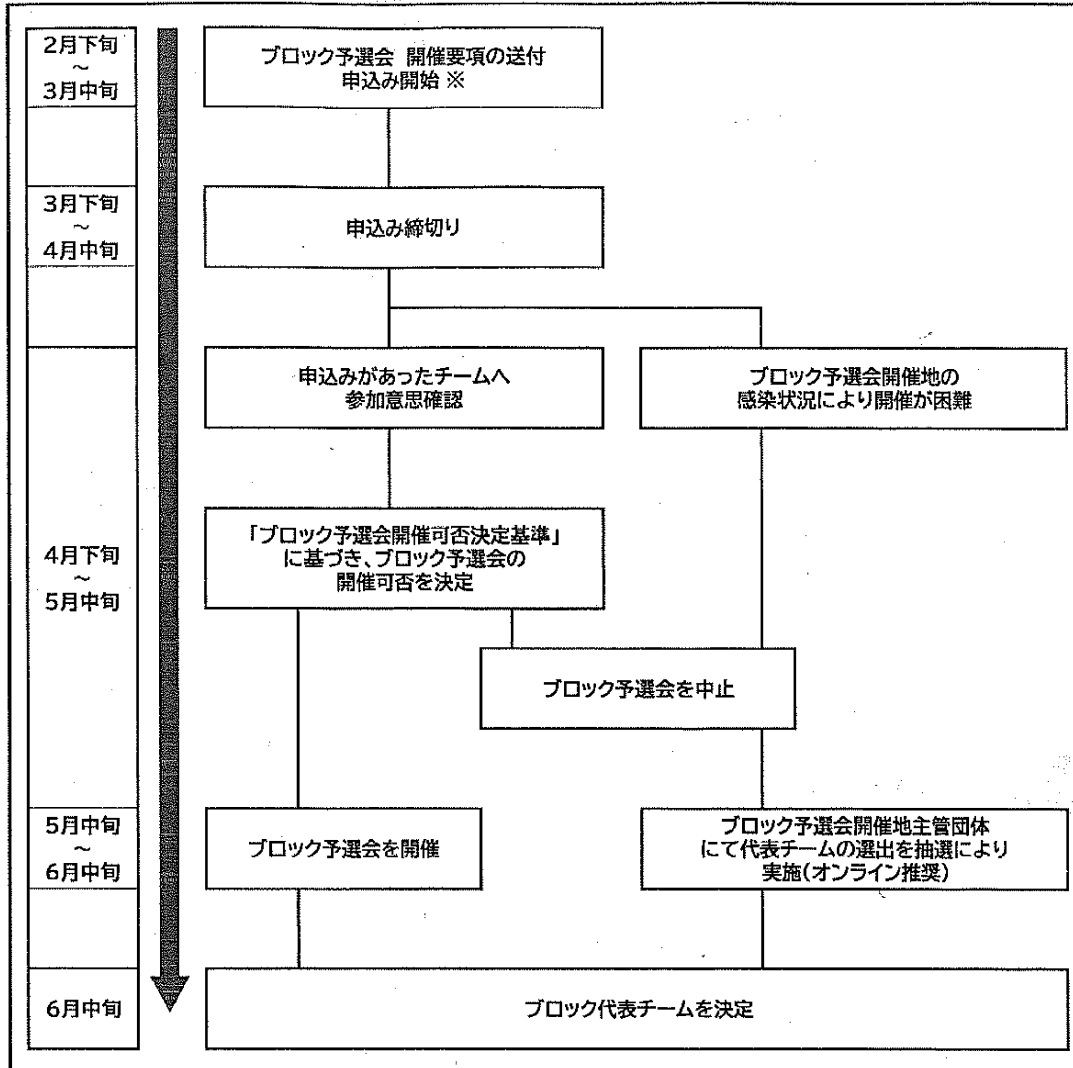 2月下旬
～
3月中旬
ブロック予選会 開催要項の送付
申込み開始 ※
3月下旬
～
4月中旬
申込み締切り
申込みがあったチームへ
参加意思確認
ブロック予選会開催地の
感染状況により開催が困難
4月下旬
～
5月中旬
「ブロック予選会開催可否決定基準」
に基づき、ブロック予選会の
開催可否を決定
ブロック予選会を中止
5月中旬
～
6月中旬
ブロック予選会を開催
ブロック予選会開催地主管団体
にて代表チームの選出を抽選により
実施(オンライン推奨)
6月中旬
ブロック代表チームを決定